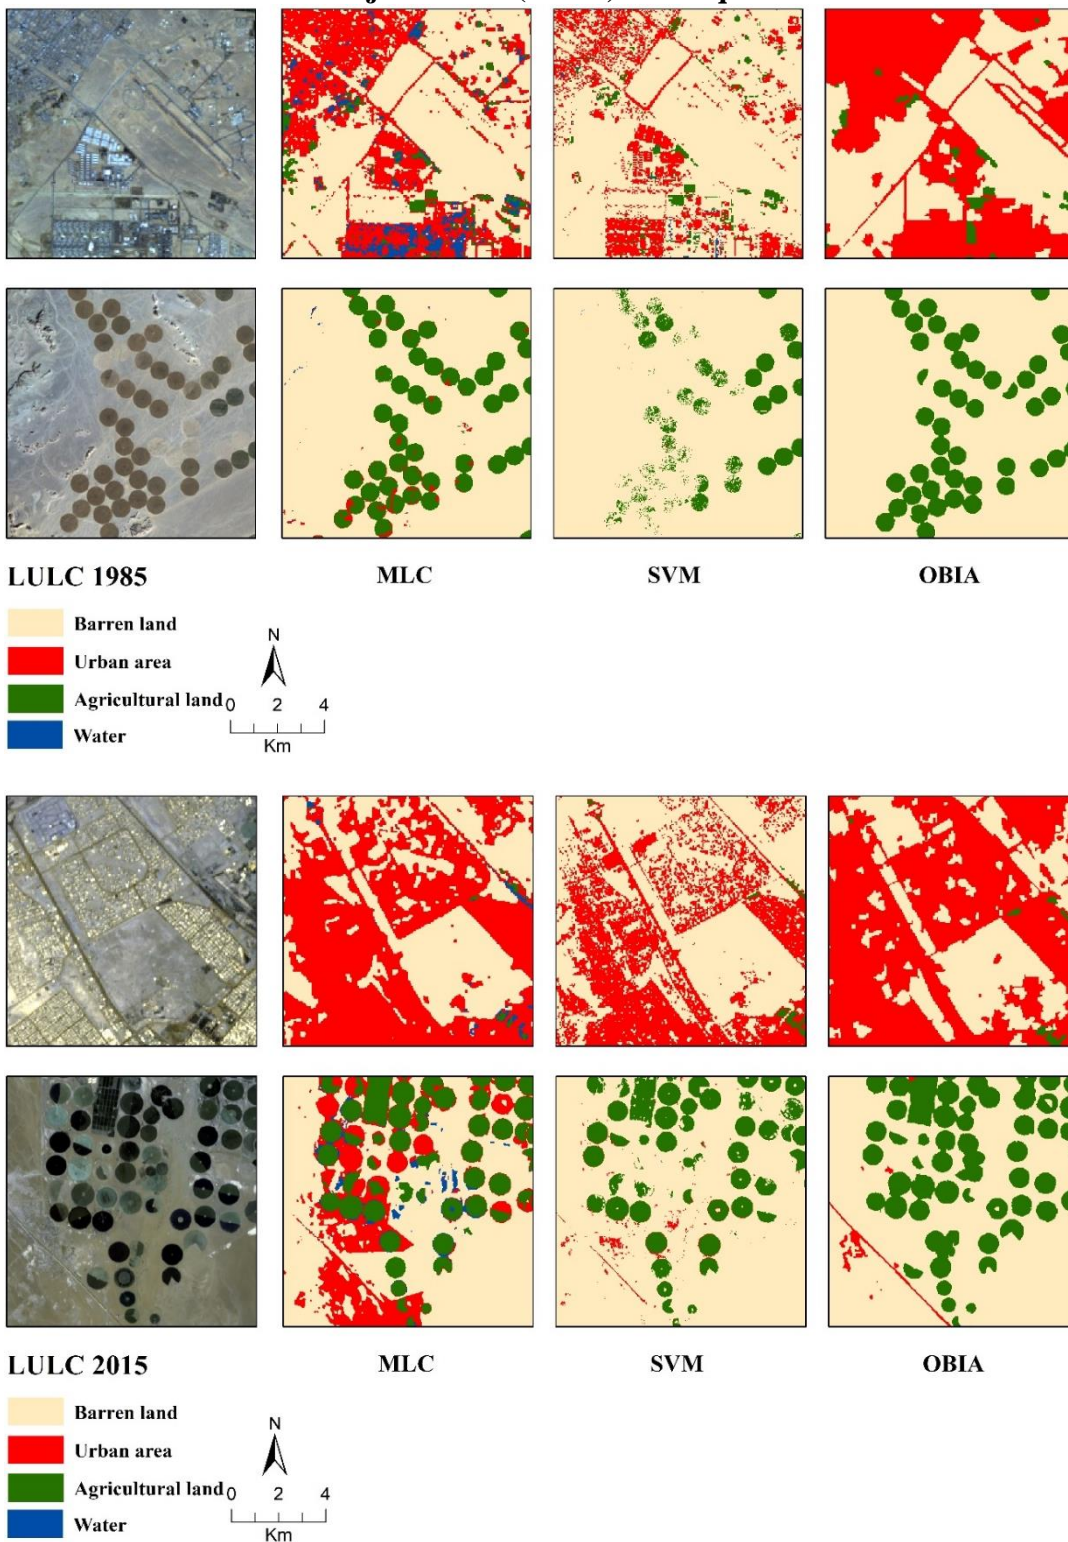 LULC 1985 MLC SVM OBIA
Barren land
Urban area
Agricultural land
Water
N
0 2 4
Km
LULC 2015 MLC SVM OBIA
Barren land
Urban area
Agricultural land
Water
N
0 2 4
Km